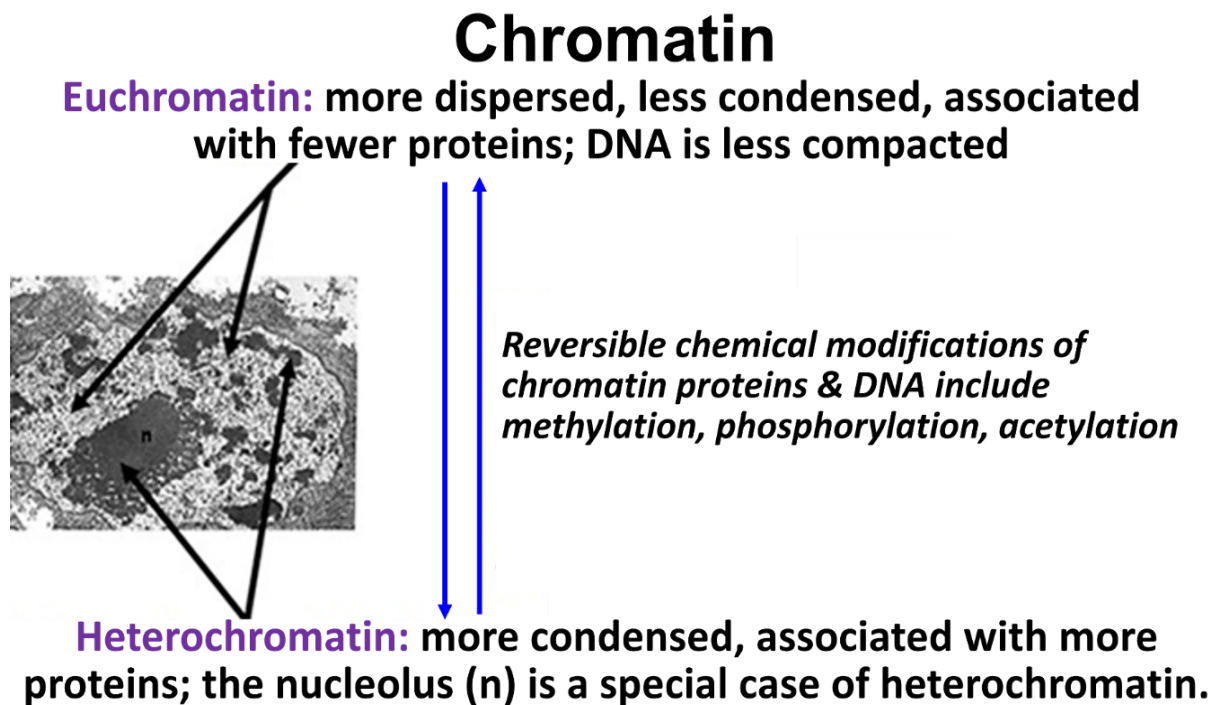 Chromatin
Euchromatin: more dispersed, less condensed, associated
with fewer proteins; DNA is less compacted
n
Reversible chemical modifications of
chromatin proteins & DNA include
methylation, phosphorylation, acetylation
Heterochromatin: more condensed, associated with more
proteins; the nucleolus (n) is a special case of heterochromatin.